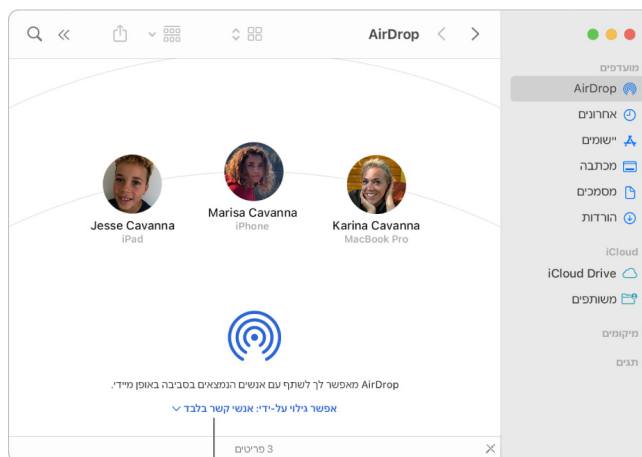 AirDrop
מועדפים
AirDrop
אחרונים
יישומים
מכתבה
מסמכים
הורדות
iCloud
iCloud Drive
משותפים
מיקומים
תגים
Karina Cavanna
MacBook Pro
Marisa Cavanna
iPhone
Jesse Cavanna
iPad
AirDrop מאפשר לך לשתף עם אנשים הנמצאים בסביבה באופן מיידי.
אפשר גילוי על-ידי: אנשי קשר בלבד
3 פריטים